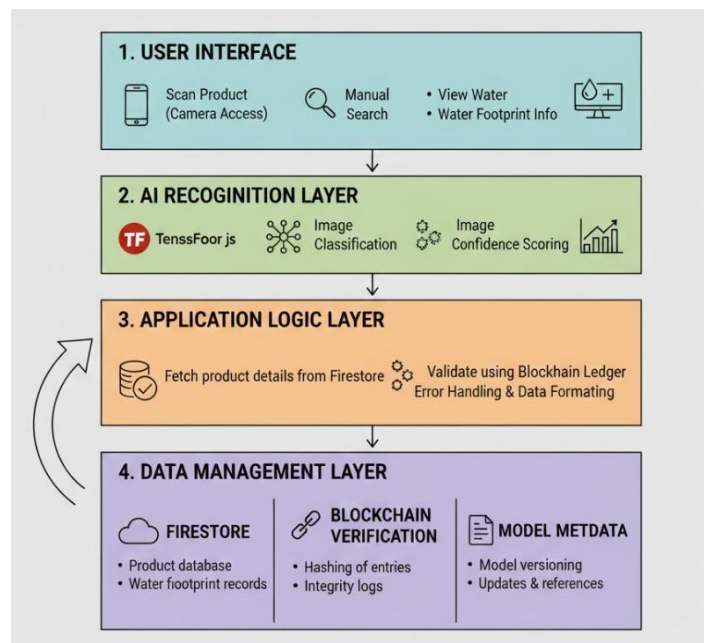 1. USER INTERFACE
Scan Product
(Camera Access)
Manual
Search
• View Water
• Water Footprint Info
2. AI RECOGINITION LAYER
TF
TenssFoor js
Image
Classification
Image
Confidence Scoring
3. APPLICATION LOGIC LAYER
Fetch product details from Firestore
Validate using Blockhain Ledger
Error Handling & Data Formating
4. DATA MANAGEMENT LAYER
FIRESTORE
• Product database
• Water fiootprint records
BLOCKCHAIN
VERIFICATION
• Hashing of entries
• Integrity logs
MODEL METDATA
• Model versioning
• Updates & references